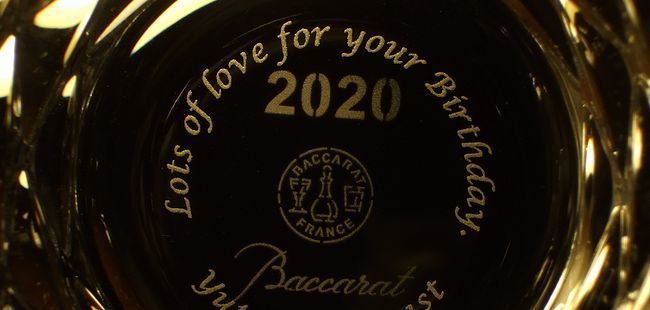 Lots of love for your Birthday.
2020
BACCARAT
FRANCE
Baccarat